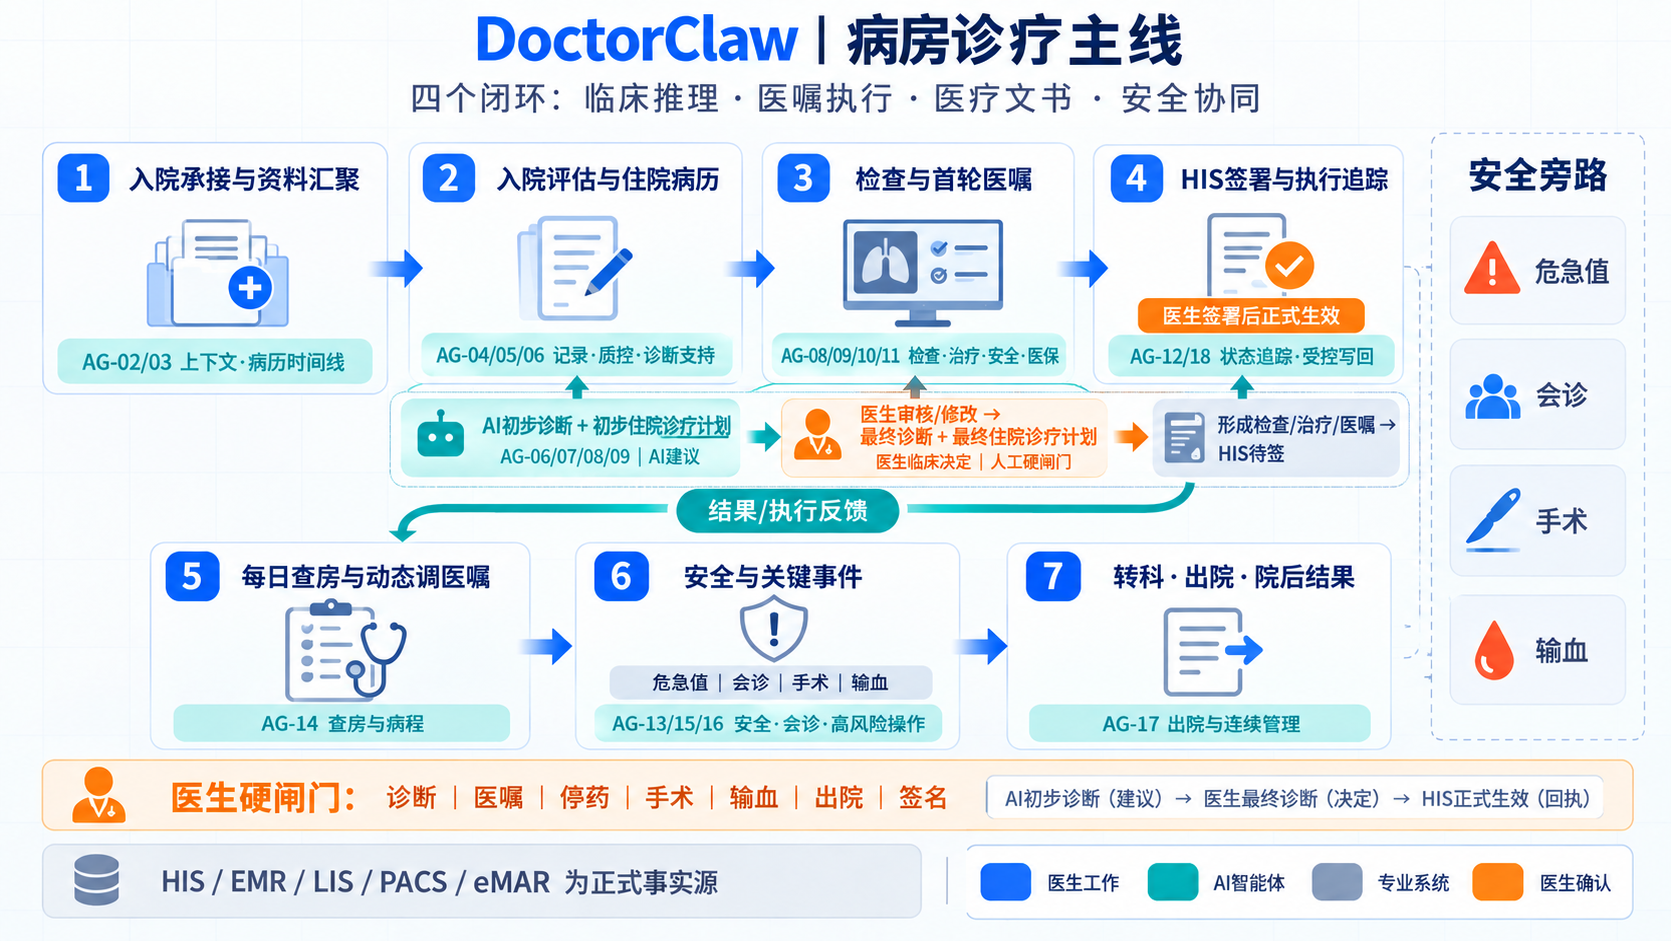 DoctorClaw | 病房诊疗主线
四个闭环：临床推理 · 医嘱执行 · 医疗文书 · 安全协同
1 入院承接与资料汇聚
AG-02/03 上下文·病历时间线
2 入院评估与住院病历
AG-04/05/06 记录·质控·诊断支持
3 检查与首轮医嘱
AG-08/09/10/11 检查·治疗·安全·医保
4 HIS签署与执行追踪
医生签署后正式生效
AG-12/18 状态追踪·受控写回
AI初步诊断 + 初步住院诊疗计划
AG-06/07/08/09 | AI建议
医生审核/修改 →
最终诊断 + 最终住院诊疗计划
医生临床决定 | 人工硬闸门
形成检查/治疗/医嘱 →
HIS待签
结果/执行反馈
5 每日查房与动态调医嘱
AG-14 查房与病程
6 安全与关键事件
危急值 | 会诊 | 手术 | 输血
AG-13/15/16 安全·会诊·高风险操作
7 转科 · 出院 · 院后结果
AG-17 出院与连续管理
安全旁路
危急值
会诊
手术
输血
医生硬闸门： 诊断 | 医嘱 | 停药 | 手术 | 输血 | 出院 | 签名
AI初步诊断（建议） → 医生最终诊断（决定） → HIS正式生效（回执）
HIS / EMR / LIS / PACS / eMAR 为正式事实源
医生工作
AI智能体
专业系统
医生确认